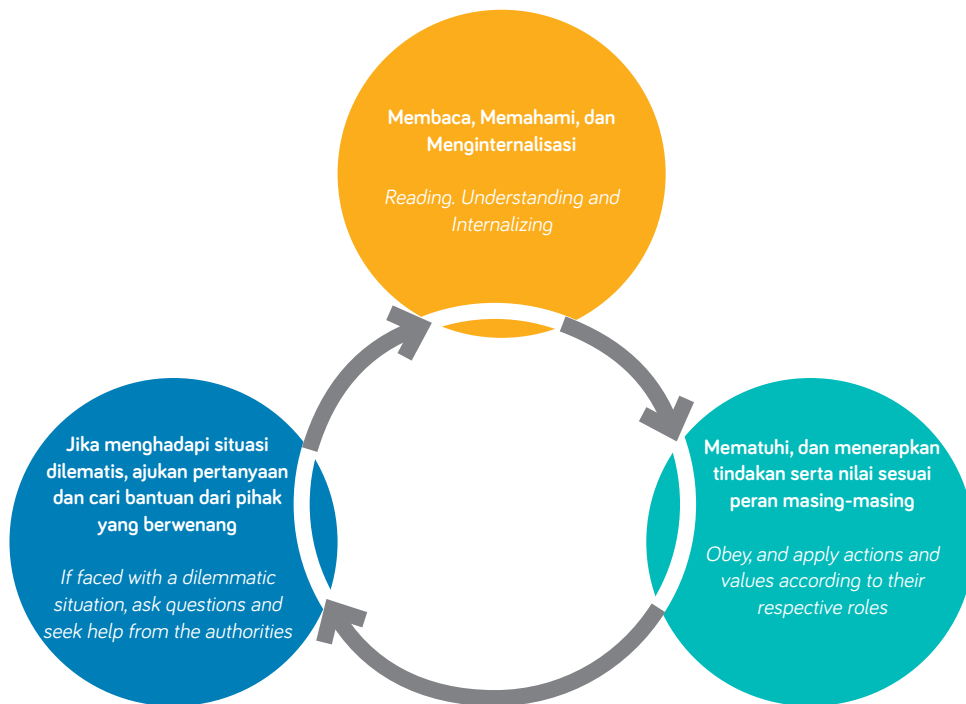 Membaca, Memahami, dan
Menginternalisasi
Reading. Understanding and
Internalizing
Jika menghadapi situasi
dilematis, ajukan pertanyaan
dan cari bantuan dari pihak
yang berwenang
If faced with a dilemmatic
situation, ask questions and
seek help from the authorities
Mematuhi, dan menerapkan
tindakan serta nilai sesuai
peran masing-masing
Obey, and apply actions and
values according to their
respective roles